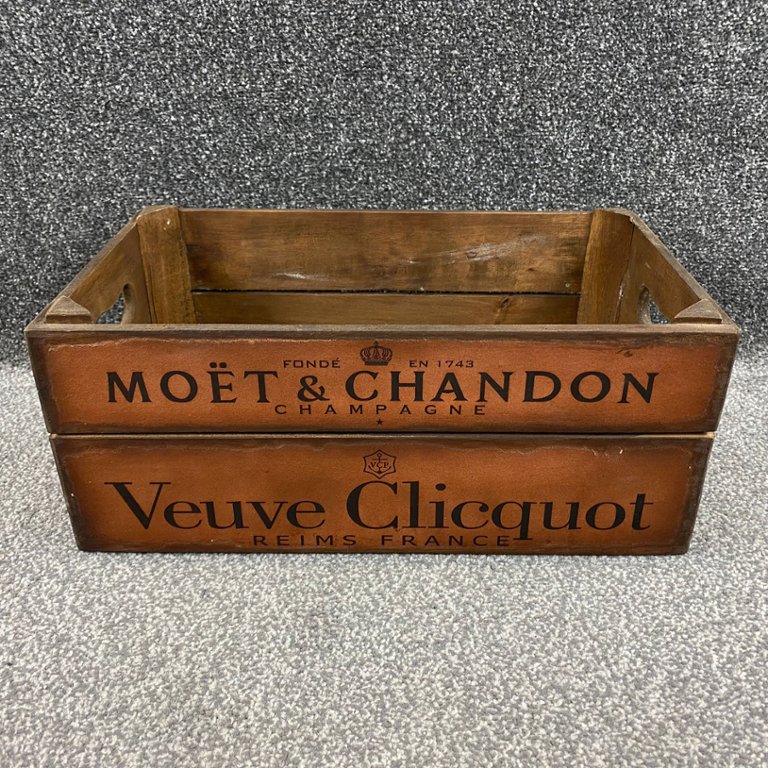 FONDÉ EN 1743
MOËT & CHANDON
CHAMPAGNE
VCP
Veuve Clicquot
REIMS FRANCE